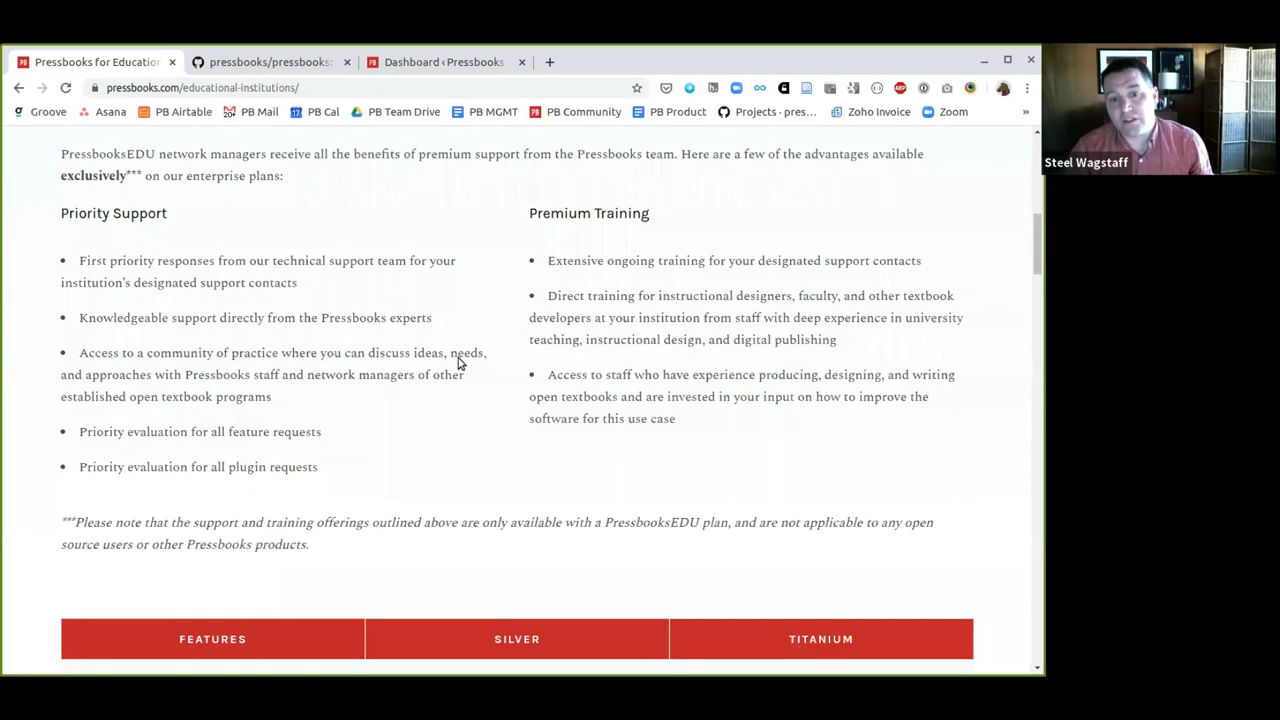 Pressbooks for Education
pressbooks/pressbooks:
Dashboard ‹ Pressbooks
pressbooks.com/educational-institutions/
Groove
Asana
PB Airtable
PB Mail
PB Cal
PB Team Drive
PB MGMT
PB Community
PB Product
Projects · pres…
Zoho Invoice
Zoom
»
PressbooksEDU network managers receive all the benefits of premium support from the Pressbooks team. Here are a few of the advantages available
exclusively*** on our enterprise plans:
Priority Support
• First priority responses from our technical support team for your
institution's designated support contacts
• Knowledgeable support directly from the Pressbooks experts
• Access to a community of practice where you can discuss ideas, needs,
and approaches with Pressbooks staff and network managers of other
established open textbook programs
• Priority evaluation for all feature requests
• Priority evaluation for all plugin requests
Premium Training
• Extensive ongoing training for your designated support contacts
• Direct training for instructional designers, faculty, and other textbook
developers at your institution from staff with deep experience in university
teaching, instructional design, and digital publishing
• Access to staff who have experience producing, designing, and writing
open textbooks and are invested in your input on how to improve the
software for this use case
***Please note that the support and training offerings outlined above are only available with a PressbooksEDU plan, and are not applicable to any open
source users or other Pressbooks products.
FEATURES
SILVER
TITANIUM
Steel Wagstaff